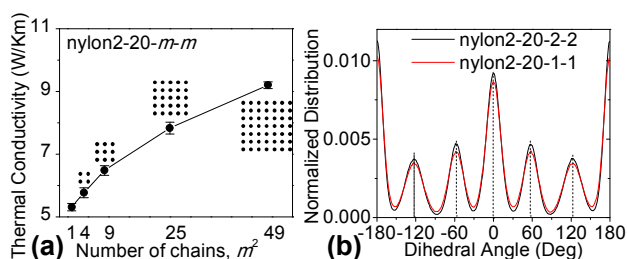 nylon2-20-m-m
Thermal Conductivity (W/Km)
11
9
7
5
1 4 9 25 49
Number of chains, m²
(a)
nylon2-20-2-2
nylon2-20-1-1
Normalized Distribution
0.010
0.005
0.000
-180 -120 -60 0 60 120 180
Dihedral Angle (Deg)
(b)